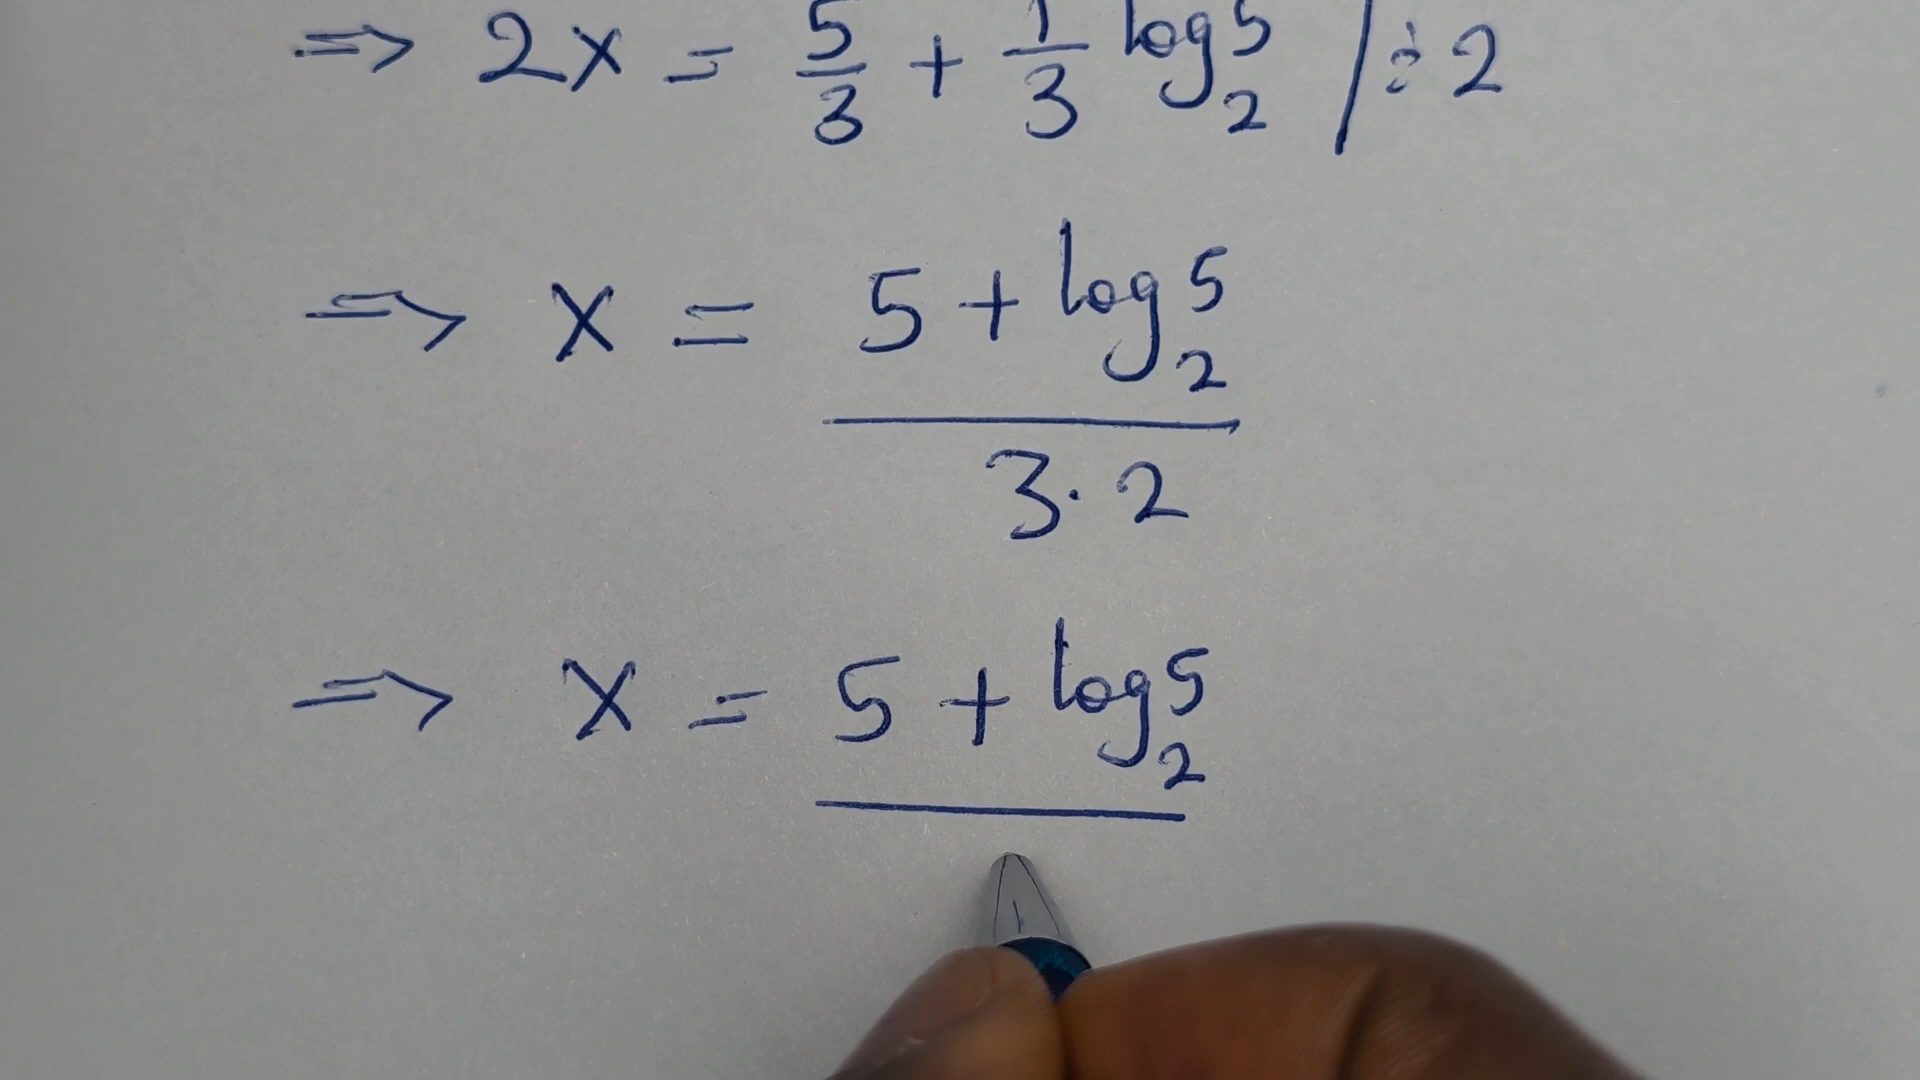 ⇒ 2x = 5/3 + 1/3 log₂5 / ÷ 2
⇒ x = (5 + log₂5)/(3·2)
⇒ x = 5 + log₂5